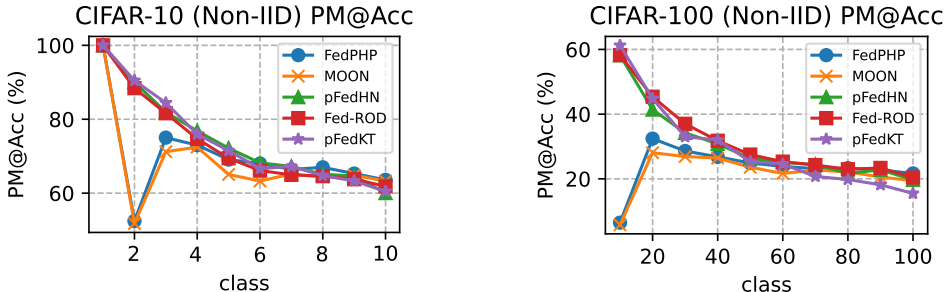 CIFAR-10 (Non-IID) PM@Acc
PM@Acc (%)
100
80
60
2
4
6
8
10
class
FedPHP
MOON
pFedHN
Fed-ROD
pFedKT
CIFAR-100 (Non-IID) PM@Acc
PM@Acc (%)
60
40
20
20
40
60
80
100
class
FedPHP
MOON
pFedHN
Fed-ROD
pFedKT